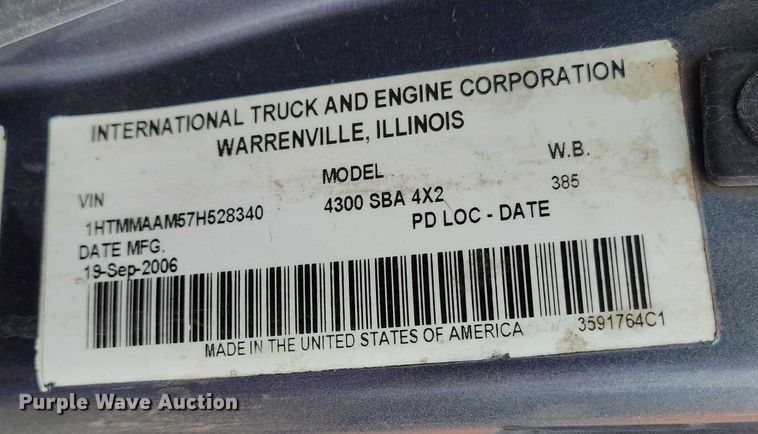 INTERNATIONAL TRUCK AND ENGINE CORPORATION
WARRENVILLE, ILLINOIS
VIN MODEL W.B.
1HTMMAAM57H528340 4300 SBA 4X2 385
DATE MFG. PD LOC - DATE
19-Sep-2006
MADE IN THE UNITED STATES OF AMERICA 3591764C1
Purple Wave Auction